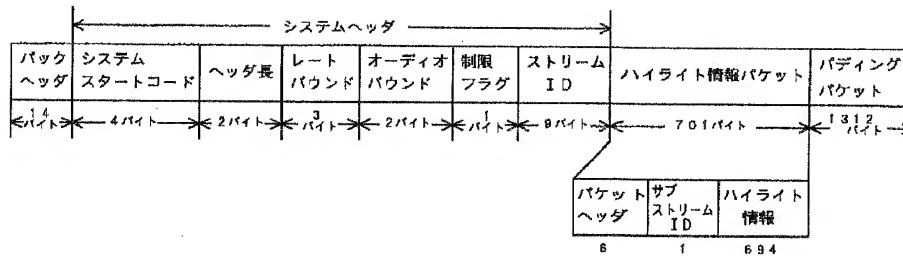 システムヘッダ
パック
ヘッダ
システム
スタートコード
ヘッダ長
レート
バウンド
オーディオ
バウンド
制限
フラグ
ストリーム
ID
ハイライト情報パケット
パディング
パケット
14
バイト
4バイト
2バイト
3
バイト
2バイト
1
バイト
9バイト
701バイト
1312
バイト
パケット
ヘッダ
サブ
ストリーム
ID
ハイライト
情報
6
1
694